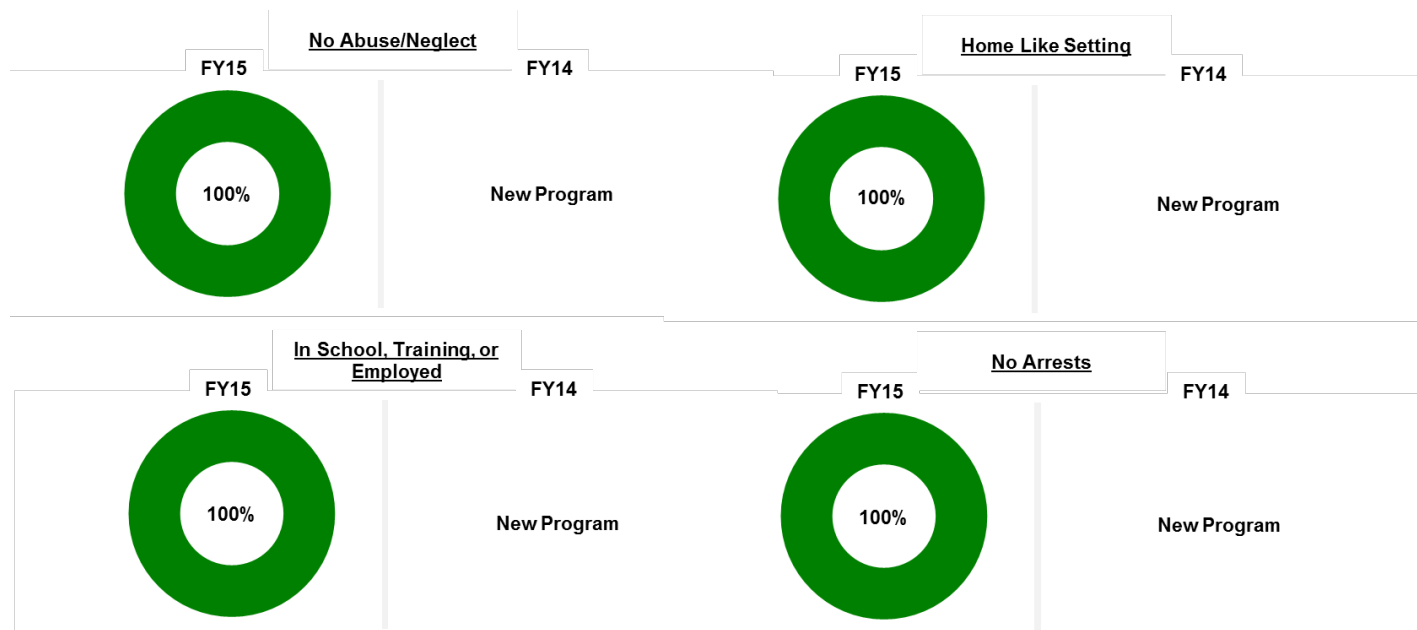 No Abuse/Neglect
FY15
FY14
100%
New Program
Home Like Setting
FY15
FY14
100%
New Program
In School, Training, or
Employed
FY15
FY14
100%
New Program
No Arrests
FY15
FY14
100%
New Program